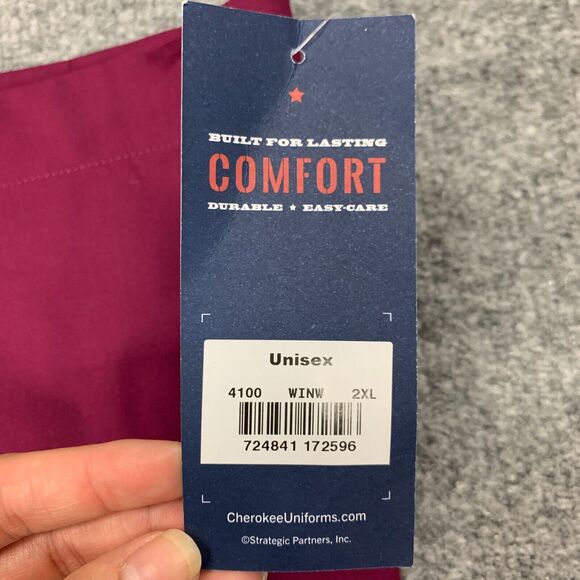 BUILT FOR LASTING
COMFORT
DURABLE ★ EASY-CARE
Unisex
4100 WINW 2XL
724841 172596
CherokeeUniforms.com
©Strategic Partners, Inc.